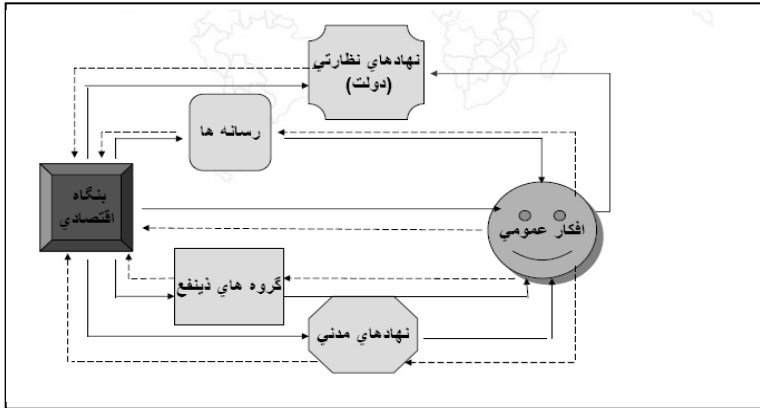 نهادهاي نظارتي
(دولت)
رسانه ها
بنگاه
اقتصادي
افكار عمومي
گروه هاي ذينفع
نهادهاي مدني